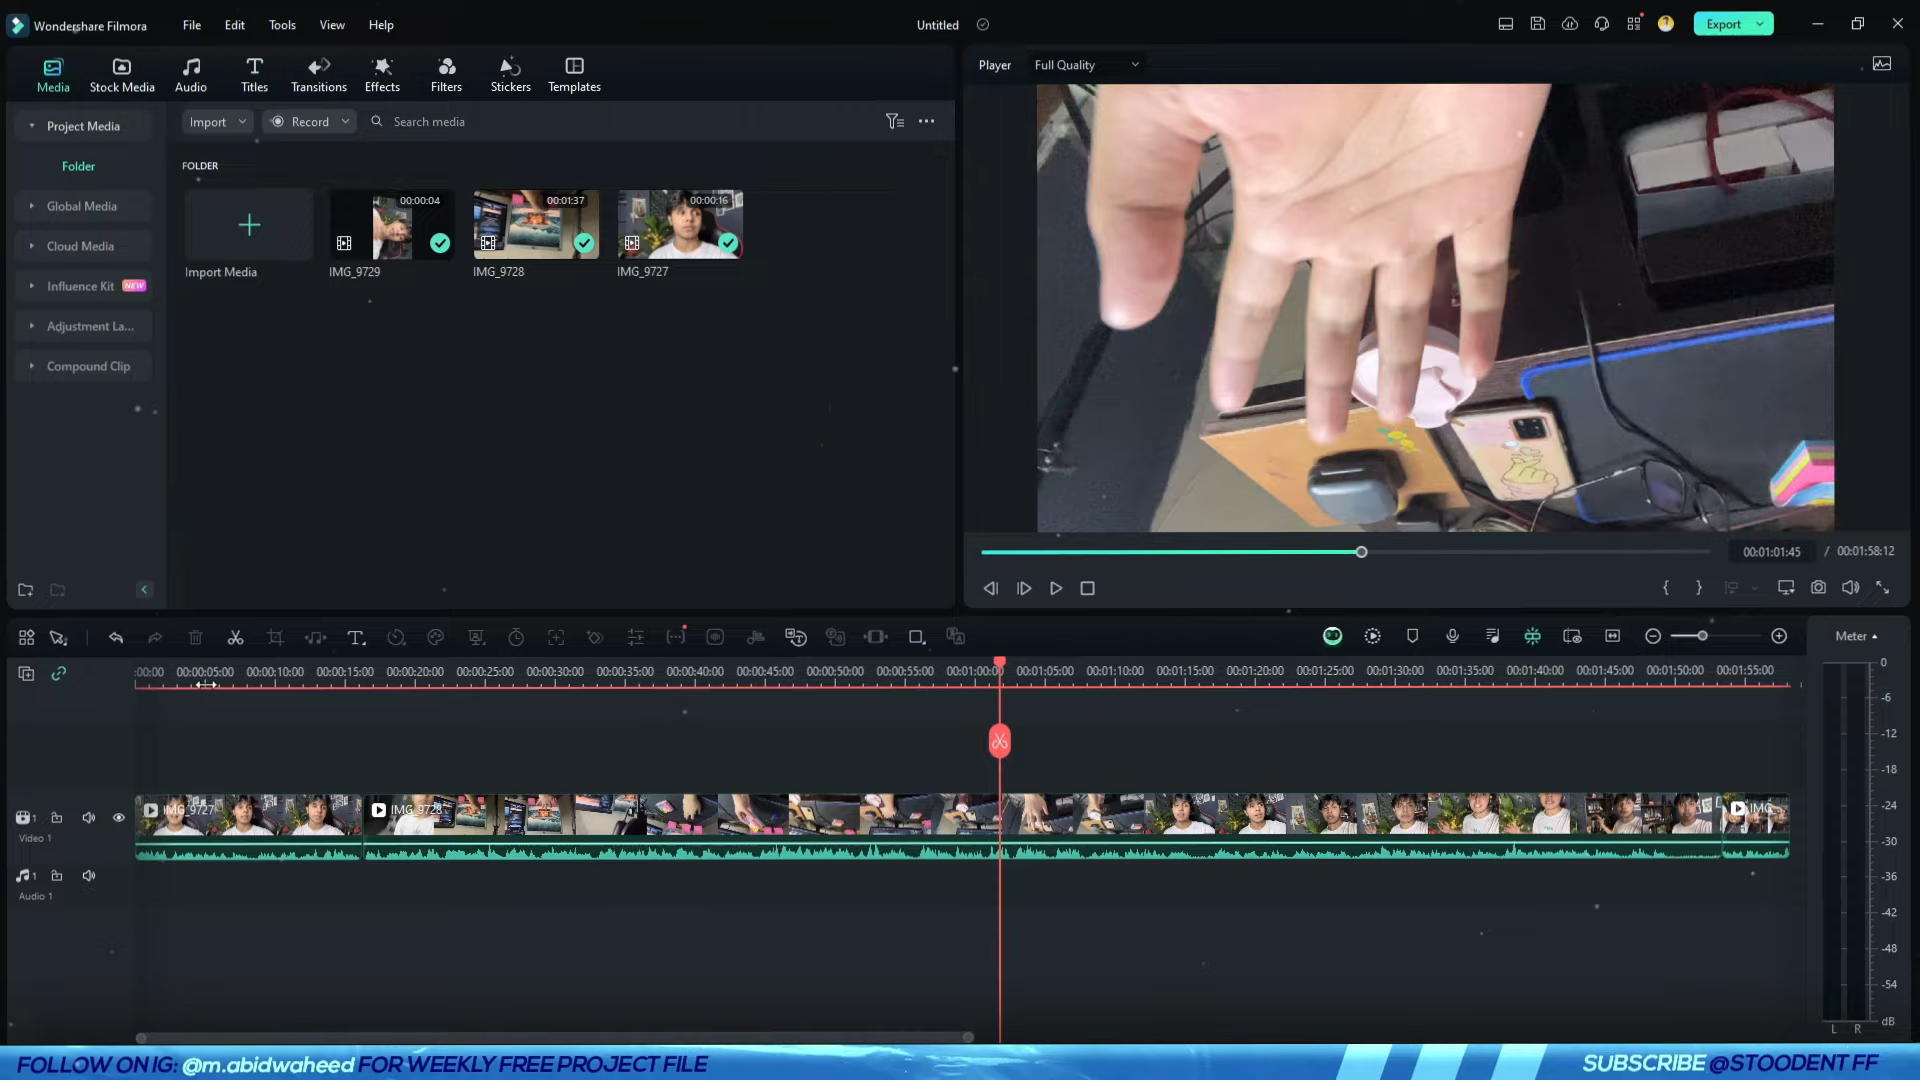 Wondershare Filmora File Edit Tools View Help Untitled Export
Media Stock Media Audio Titles Transitions Effects Filters Stickers Templates
Player Full Quality
Project Media
Folder
Global Media
Cloud Media
Influence Kit NEW
Adjustment La...
Compound Clip
Import Record Search media
FOLDER
00:00:04 00:01:37 00:00:16
Import Media IMG_9729 IMG_9728 IMG_9727
00:01:01:45 / 00:01:58:12
Meter
:00:00 00:00:05:00 00:00:10:00 00:00:15:00 00:00:20:00 00:00:25:00 00:00:30:00 00:00:35:00 00:00:40:00 00:00:45:00 00:00:50:00 00:00:55:00 00:01:00:00 00:01:05:00 00:01:10:00 00:01:15:00 00:01:20:00 00:01:25:00 00:01:30:00 00:01:35:00 00:01:40:00 00:01:45:00 00:01:50:00 00:01:55:00
IMG_9727 IMG_9728 IMG_
1
Video 1
1
Audio 1
0
-6
-12
-18
-24
-30
-36
-42
-48
-54
dB
L R
FOLLOW ON IG: @m.abidwaheed FOR WEEKLY FREE PROJECT FILE
SUBSCRIBE @STOODENT FF